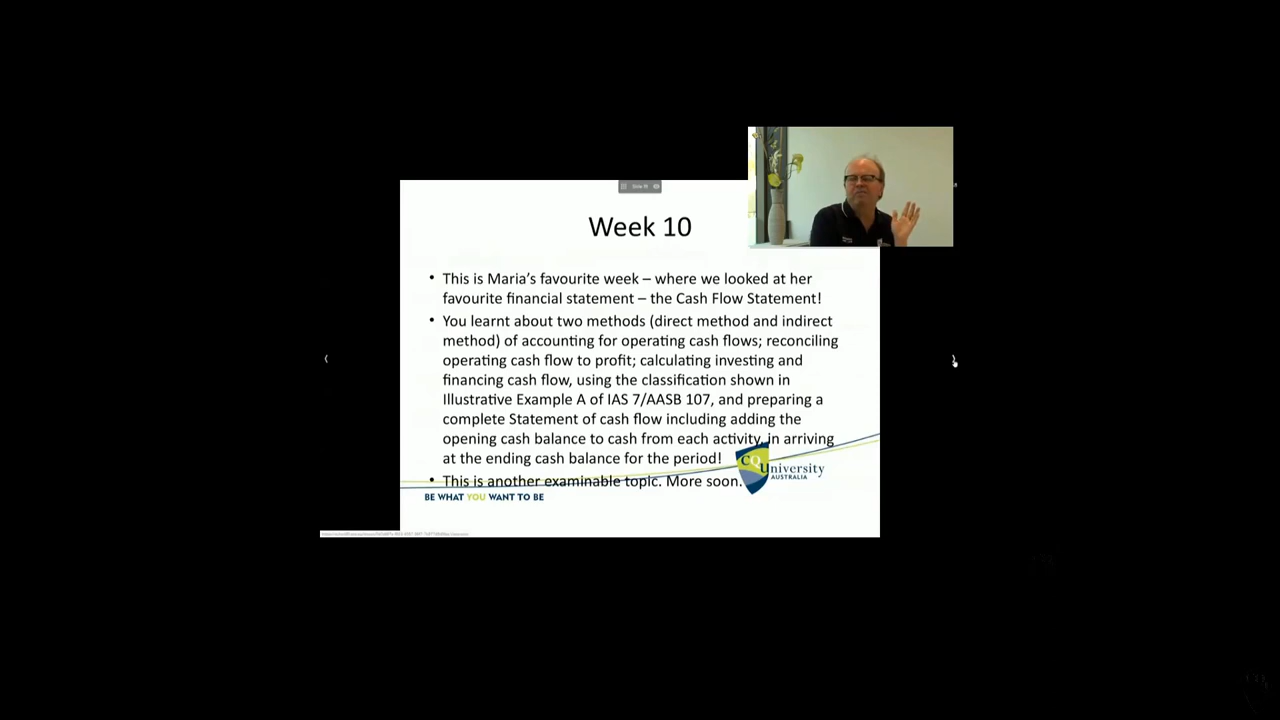 Week 10
• This is Maria’s favourite week – where we looked at her
favourite financial statement – the Cash Flow Statement!
• You learnt about two methods (direct method and indirect
method) of accounting for operating cash flows; reconciling
operating cash flow to profit; calculating investing and
financing cash flow, using the classification shown in
Illustrative Example A of IAS 7/AASB 107, and preparing a
complete Statement of cash flow including adding the
opening cash balance to cash from each activity, in arriving
at the ending cash balance for the period!
• This is another examinable topic. More soon.
CQUniversity
AUSTRALIA
BE WHAT YOU WANT TO BE